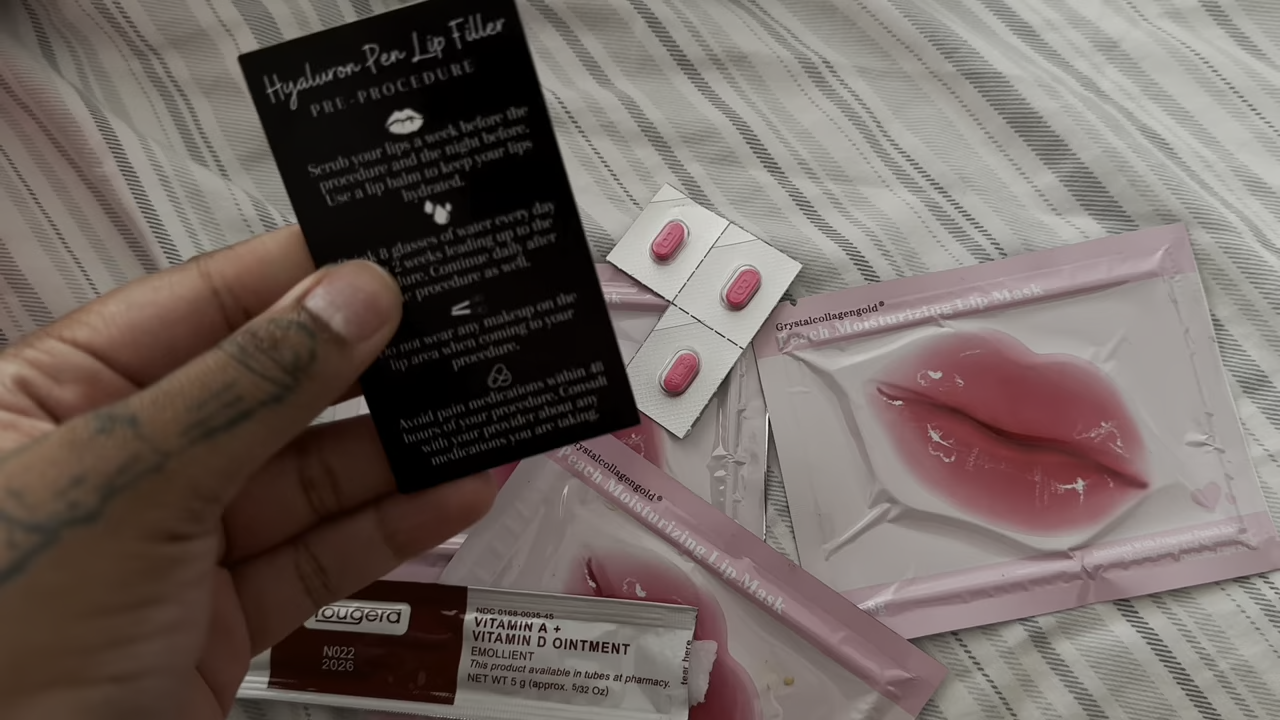 Hyaluron Pen Lip Filler
PRE-PROCEDURE
Scrub your lips a week before the
procedure and the night before.
Use a lip balm to keep your lips
hydrated.
8 glasses of water every day
2 weeks leading up to the
Continue daily after
procedure as well.
not wear any makeup on the
lip area when coming to your
procedure.
Avoid pain medications within 48
hours of your procedure. Consult
with your provider about any
medications you are taking.
Grystalcollagengold®
Peach Moisturizing Lip Mask
crystalcollagengold®
Peach Moisturizing Lip Mask
fougera
N022
2026
NDC 0168-0035-45
VITAMIN A +
VITAMIN D OINTMENT
EMOLLIENT
This product available in tubes at pharmacy.
NET WT 5 g (approx. 5/32 Oz)
tear here